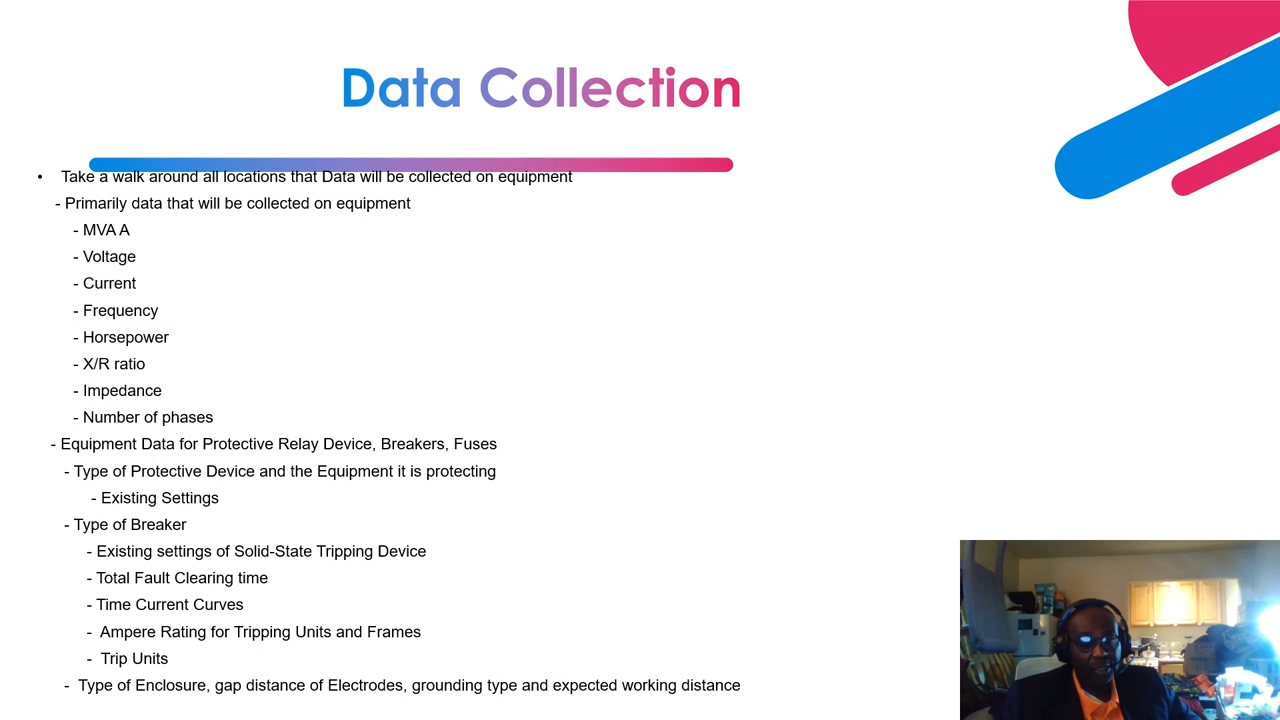 Data Collection
• Take a walk around all locations that Data will be collected on equipment
- Primarily data that will be collected on equipment
- MVA A
- Voltage
- Current
- Frequency
- Horsepower
- X/R ratio
- Impedance
- Number of phases
- Equipment Data for Protective Relay Device, Breakers, Fuses
- Type of Protective Device and the Equipment it is protecting
- Existing Settings
- Type of Breaker
- Existing settings of Solid-State Tripping Device
- Total Fault Clearing time
- Time Current Curves
- Ampere Rating for Tripping Units and Frames
- Trip Units
- Type of Enclosure, gap distance of Electrodes, grounding type and expected working distance